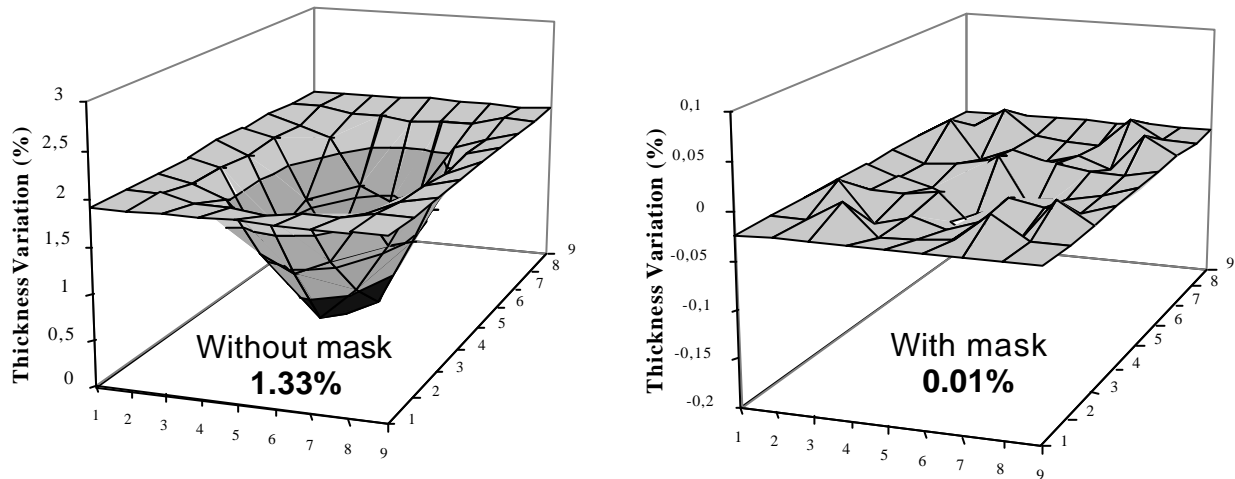 Thickness Variation (%)
3
2,5
2
1,5
1
0,5
0
1 2 3 4 5 6 7 8 9
1 2 3 4 5 6 7 8 9
Without mask
1.33%
Thickness Variation (%)
0,1
0,05
0
-0,05
-0,1
-0,15
-0,2
1 2 3 4 5 6 7 8 9
1 2 3 4 5 6 7 8 9
With mask
0.01%